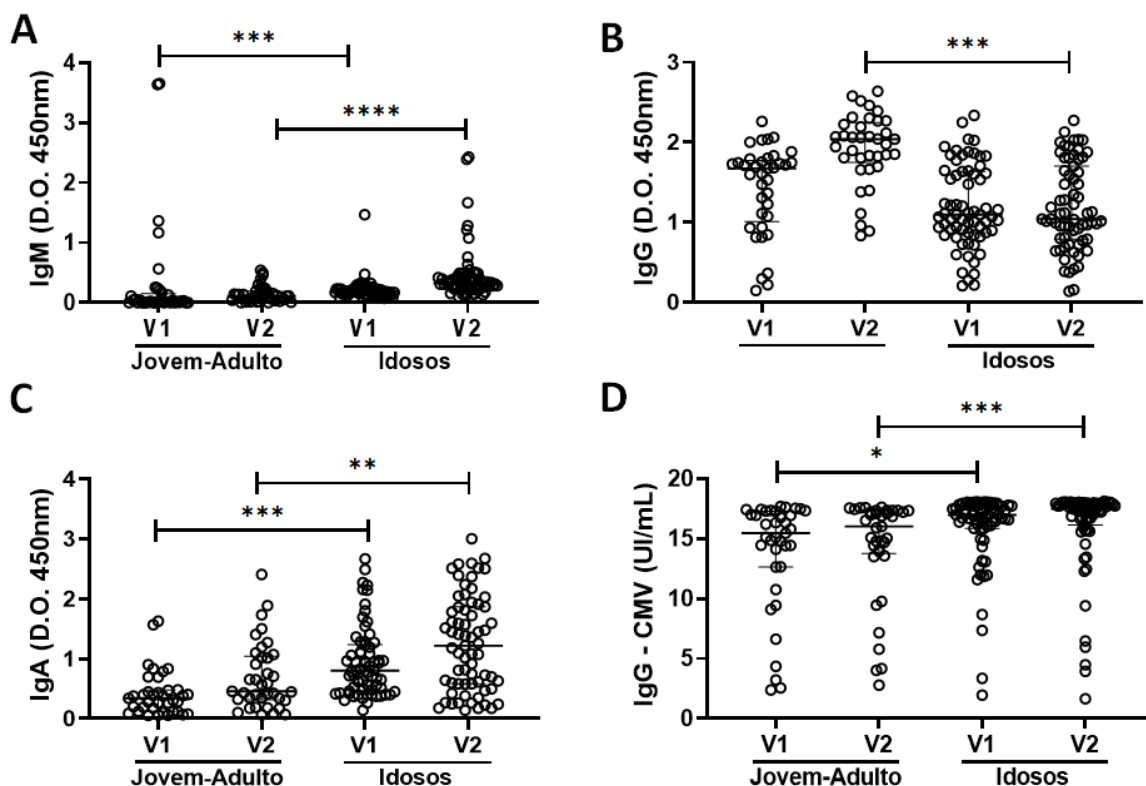 A
***
****
IgM (D.O. 450nm)
4
3
2
1
0
V1 V2 V1 V2
Jovem-Adulto Idosos
B
***
IgG (D.O. 450nm)
3
2
1
0
V1 V2 V1 V2
Idosos
C
**
***
IgA (D.O. 450nm)
4
3
2
1
0
V1 V2 V1 V2
Jovem-Adulto Idosos
D
***
*
IgG - CMV (UI/mL)
20
15
10
5
0
V1 V2 V1 V2
Jovem-Adulto Idosos